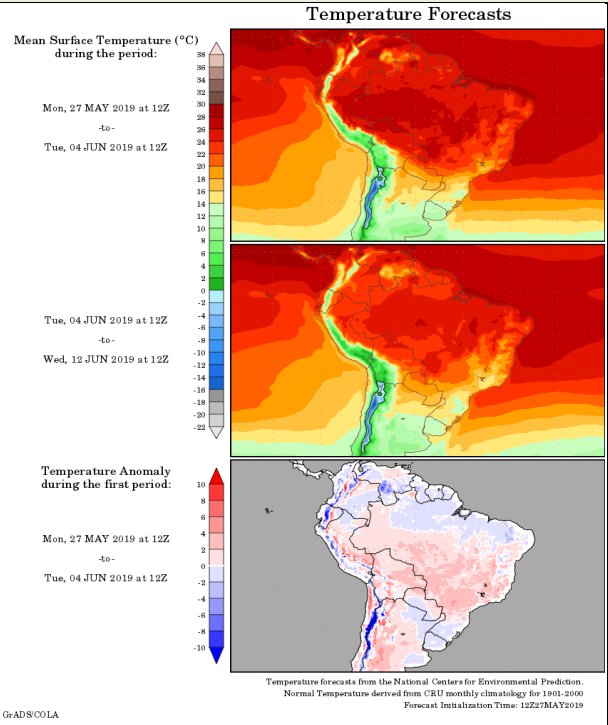 Temperature Forecasts
Mean Surface Temperature (°C)
during the period:
38
36
34
32
30
28
26
24
22
20
18
16
14
12
10
8
6
4
2
0
-2
-4
-6
-8
-10
-12
-14
-16
-18
-20
-22
Mon, 27 MAY 2019 at 12Z
-to-
Tue, 04 JUN 2019 at 12Z
Tue, 04 JUN 2019 at 12Z
-to-
Wed, 12 JUN 2019 at 12Z
Temperature Anomaly
during the first period:
10
8
6
4
2
0
-2
-4
-6
-8
-10
Mon, 27 MAY 2019 at 12Z
-to-
Tue, 04 JUN 2019 at 12Z
Temperature forecasts from the National Centers for Environmental Prediction.
Normal Temperature derived from CRU monthly climatology for 1901-2000
Forecast Initialization Time: 12Z27MAY2019
GrADS/COLA